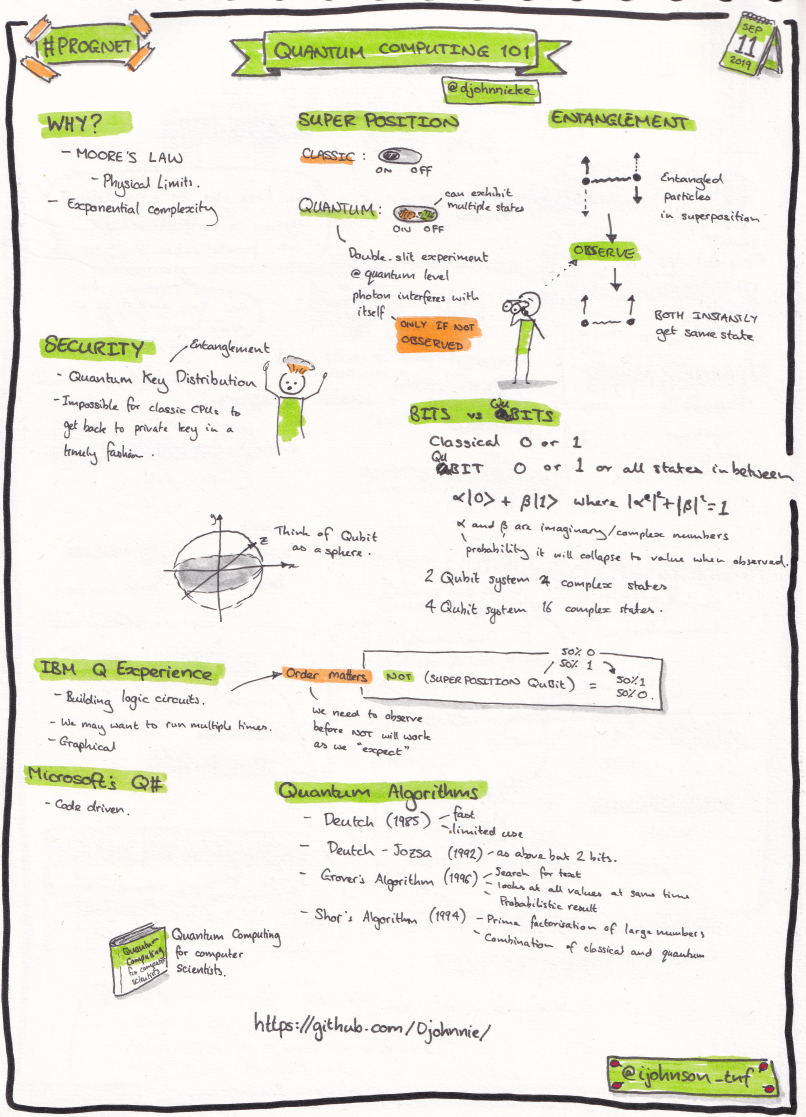 #PROGNET
QUANTUM COMPUTING 101
SEP
11
2019
@djohnnieke
WHY?
- MOORE'S LAW
- Physical Limits.
- Exponential complexity
SUPER POSITION
CLASSIC :
ON OFF
QUANTUM :
can exhibit
multiple states
ON OFF
Double-slit experiment
@ quantum level
photon interferes with
itself
ONLY IF NOT
OBSERVED
ENTANGLEMENT
Entangled
particles
in superposition
OBSERVE
BOTH INSTANTLY
get same state
SECURITY
Entanglement
- Quantum Key Distribution
- Impossible for classic CPUs to
get back to private key in a
timely fashion.
BITS vs QuBITS
Classical 0 or 1
QuBIT 0 or 1 or all states in between
α|0> + β|1> where |α²|² + |β|² = 1
α and β are imaginary/complex numbers
probability it will collapse to value when observed.
2 Qubit system 4 complex states
4 Qubit system 16 complex states.
y
z
x
Think of Qubit
as a sphere.
IBM Q Experience
- Building logic circuits.
- We may want to run multiple times.
- Graphical
Order matters
we need to observe
before NOT will work
as we "expect"
50% 0
50% 1
NOT (SUPERPOSITION QuBIT) =
50% 1
50% 0.
Microsoft's Q#
- Code driven.
Quantum Algorithms
- Deutch (1985) - fast
- limited use
- Deutch - Jozsa (1992) - as above but 2 bits.
- Grover's Algorithm (1996) - Search for text
- looks at all values at same time
Probabilistic result
- Shor's Algorithm (1994) - Prime factorisation of large numbers
- Combination of classical and quantum
Quantum
Computing
for computer
scientists
Quantum Computing
for computer
scientists.
https://github.com/Djohnnie/
@ijohnson_tnf